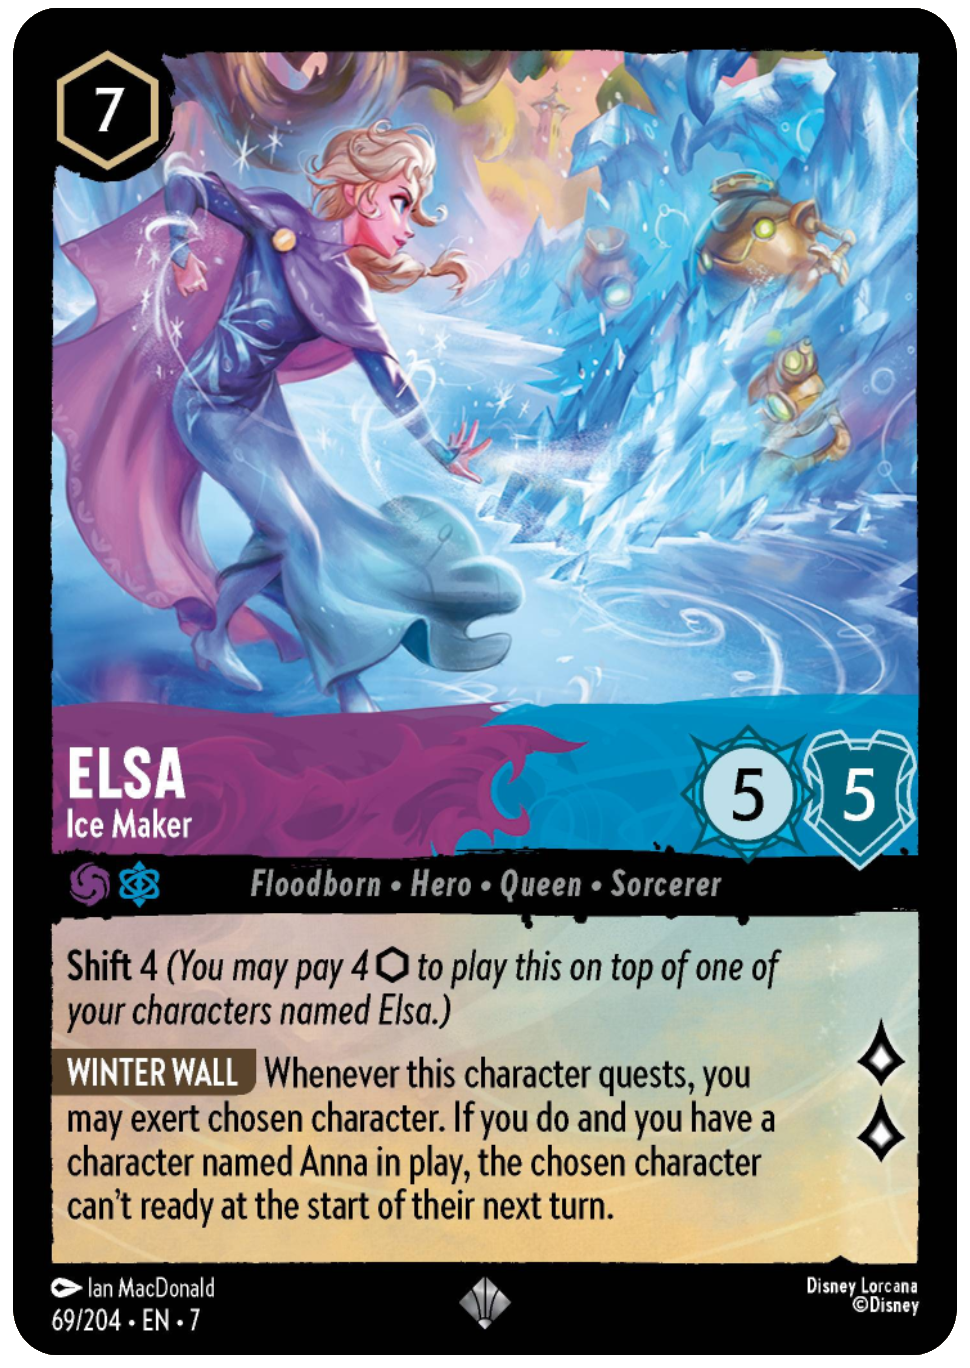 7
ELSA
Ice Maker
5 5
Floodborn • Hero • Queen • Sorcerer
Shift 4 (You may pay 4 ⬡ to play this on top of one of
your characters named Elsa.)
WINTER WALL Whenever this character quests, you
may exert chosen character. If you do and you have a
character named Anna in play, the chosen character
can't ready at the start of their next turn.
Ian MacDonald
69/204 • EN • 7
Disney Lorcana
©Disney